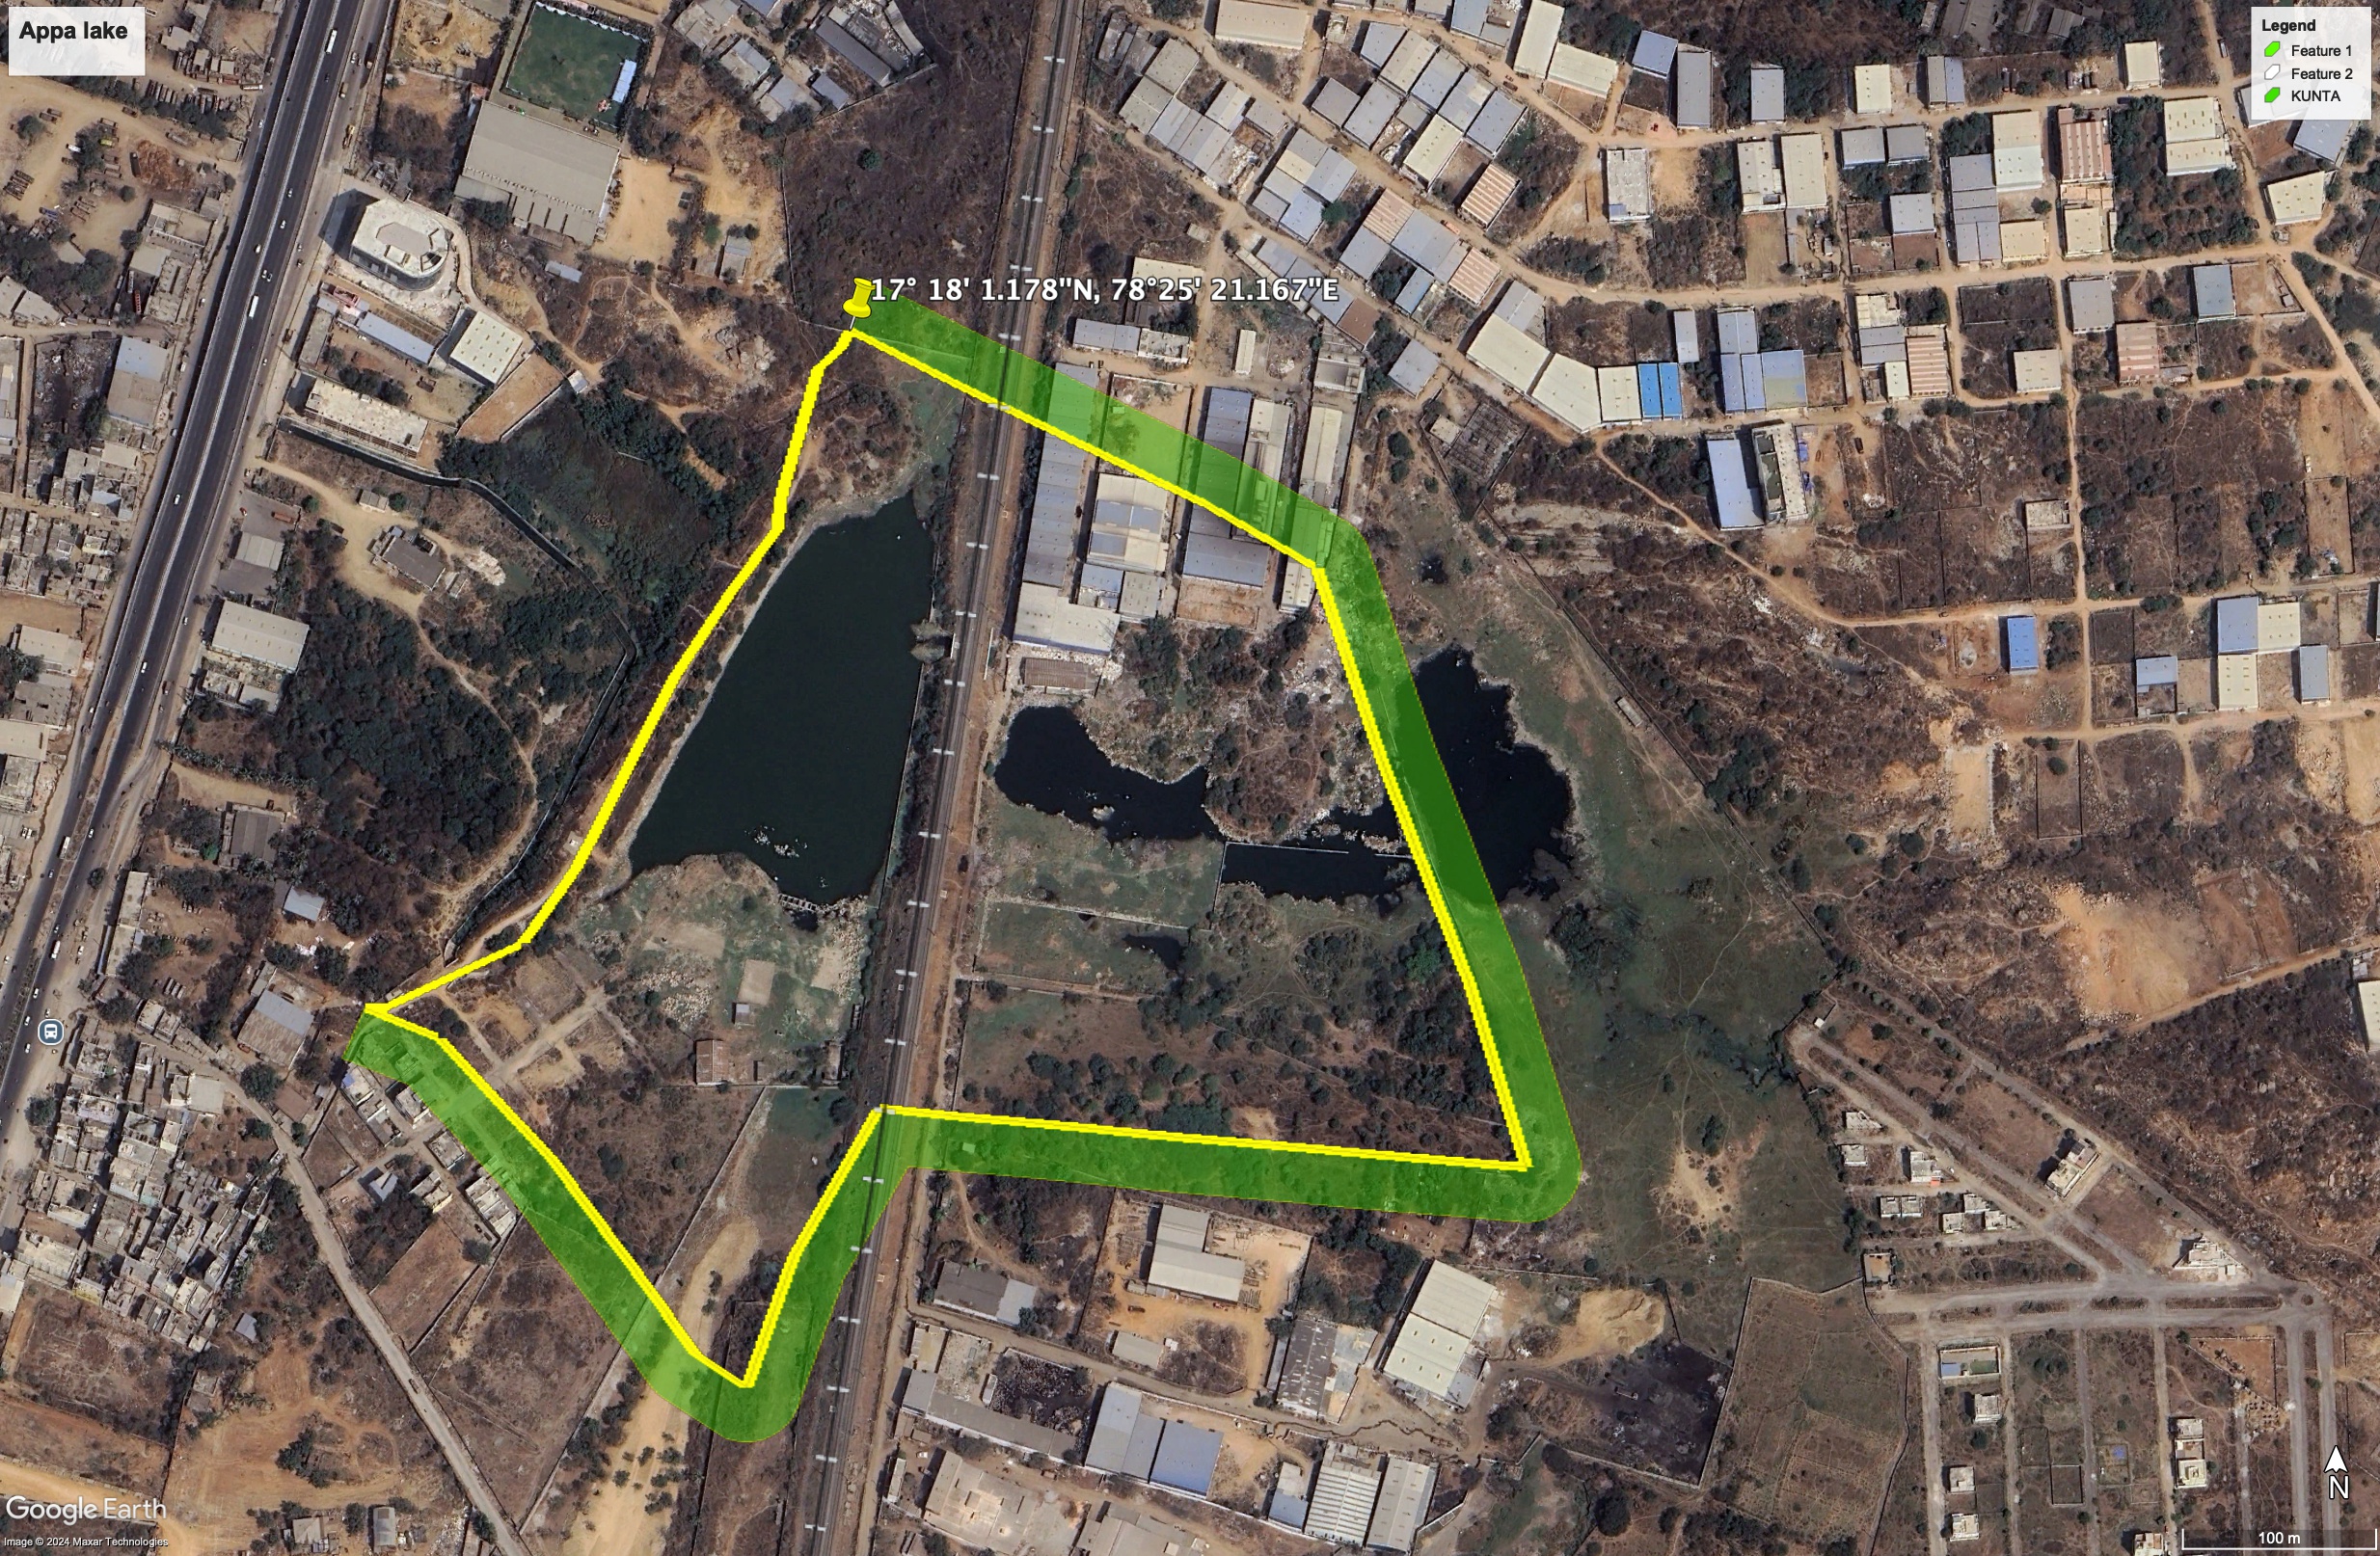 Appa lake
Legend
Feature 1
Feature 2
KUNTA
17° 18' 1.178"N, 78°25' 21.167"E
N
Google Earth
Image © 2024 Maxar Technologies
100 m